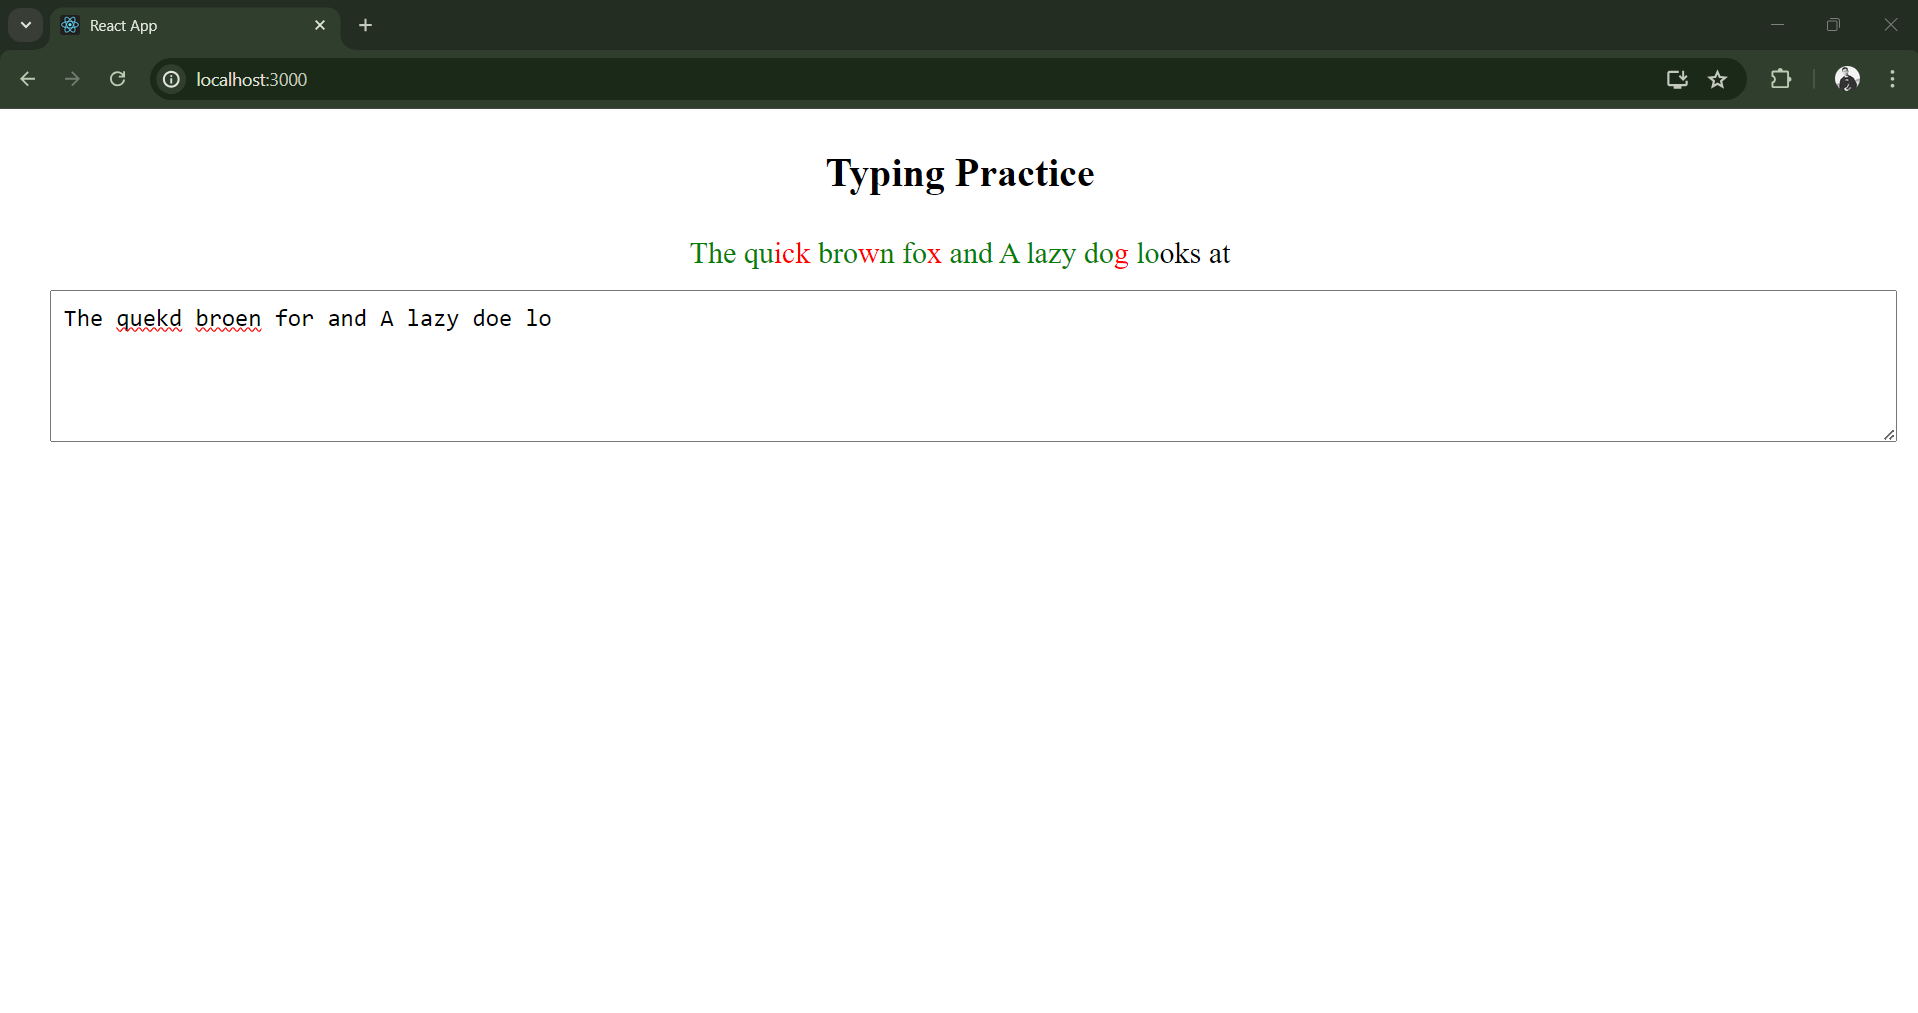 React App
localhost:3000
Typing Practice
The quick brown fox and A lazy dog looks at
The quekd broen for and A lazy doe lo